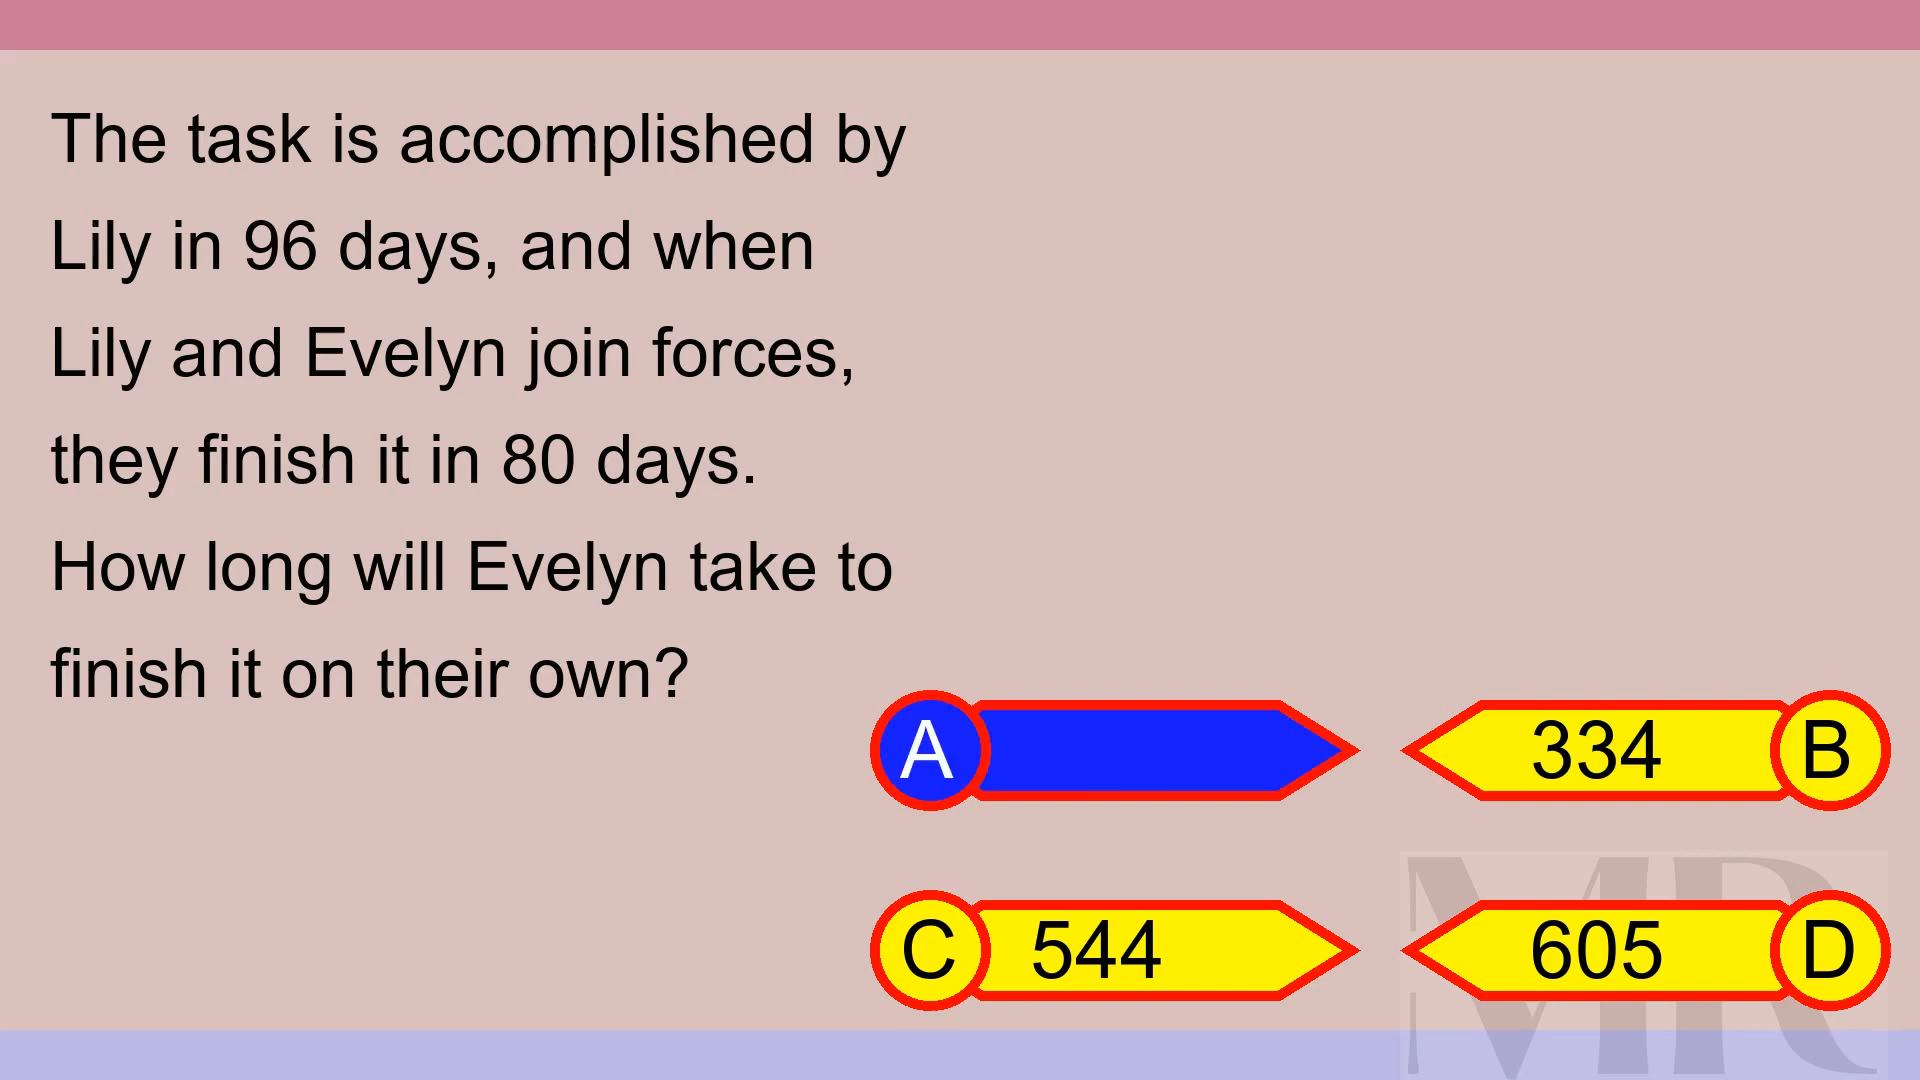 The task is accomplished by
Lily in 96 days, and when
Lily and Evelyn join forces,
they finish it in 80 days.
How long will Evelyn take to
finish it on their own?
A
334 B
C 544
605 D
MR